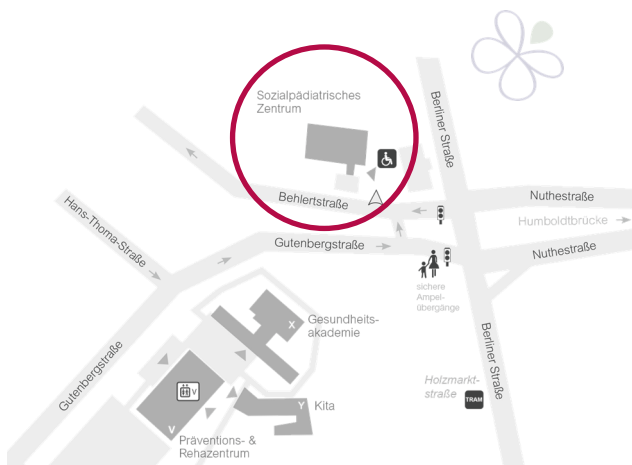 Sozialpädiatrisches
Zentrum
Berliner Straße
Behlertstraße
Nuthestraße
Humboldtbrücke
Nuthestraße
Hans-Thoma-Straße
Gutenbergstraße
sichere
Ampel-
übergänge
Gesundheits-
akademie
X
Gutenbergstraße
Berliner Straße
Holzmarkt-
straße
TRAM
V
Y
Kita
V
Präventions- &
Rehazentrum